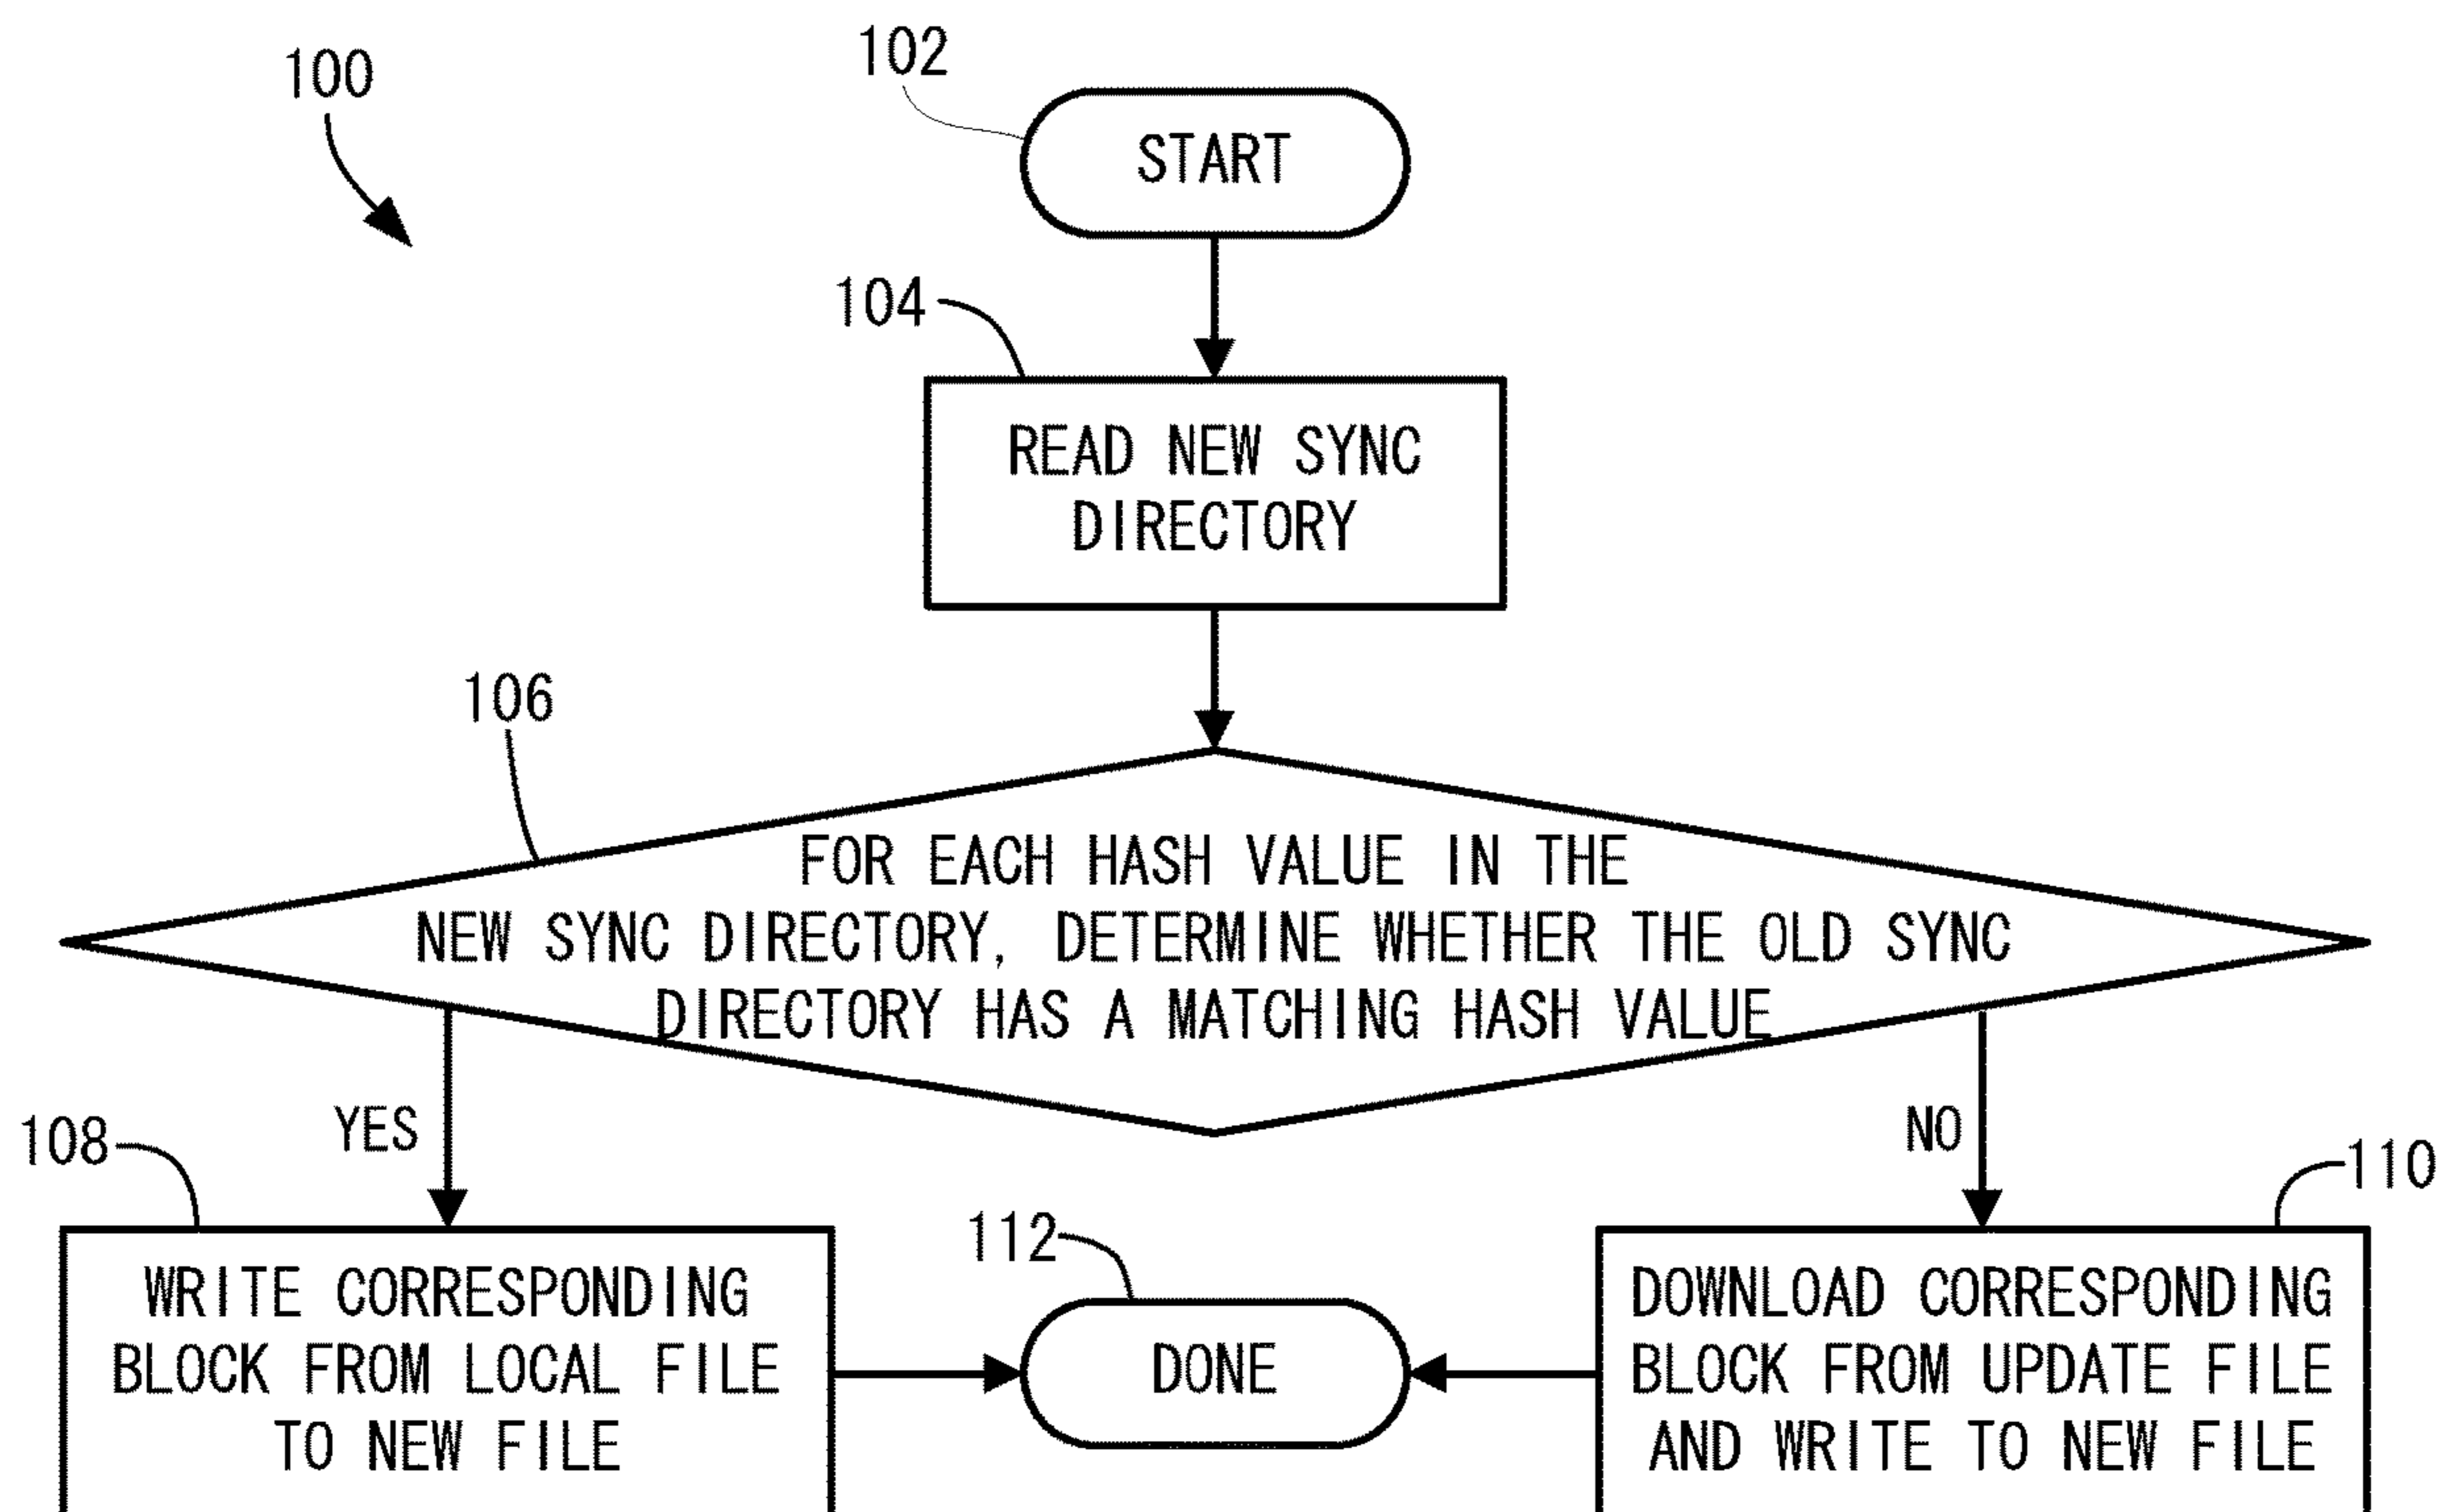 100
102
START
104
READ NEW SYNC
DIRECTORY
106
FOR EACH HASH VALUE IN THE
NEW SYNC DIRECTORY, DETERMINE WHETHER THE OLD SYNC
DIRECTORY HAS A MATCHING HASH VALUE
YES
NO
108
110
WRITE CORRESPONDING
BLOCK FROM LOCAL FILE
TO NEW FILE
112
DONE
DOWNLOAD CORRESPONDING
BLOCK FROM UPDATE FILE
AND WRITE TO NEW FILE